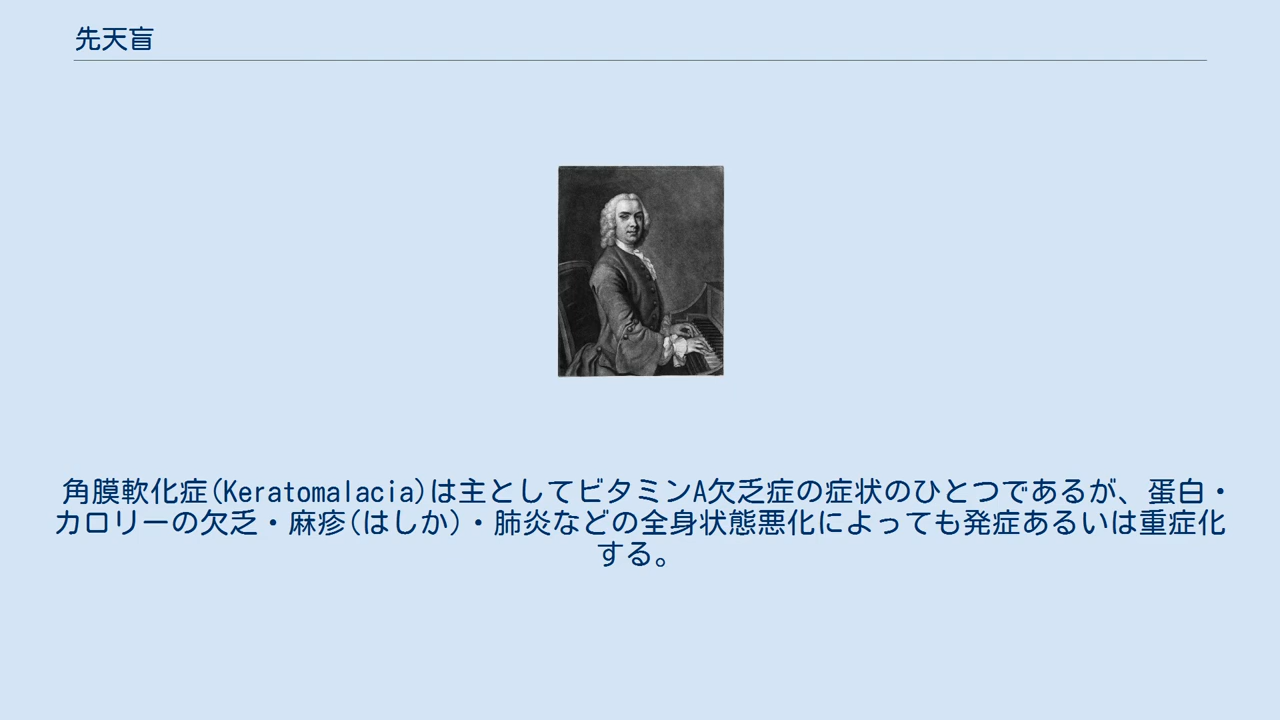 先天盲
角膜軟化症(Keratomalacia)は主としてビタミンA欠乏症の症状のひとつであるが、蛋白・
カロリーの欠乏・麻疹(はしか)・肺炎などの全身状態悪化によっても発症あるいは重症化
する。